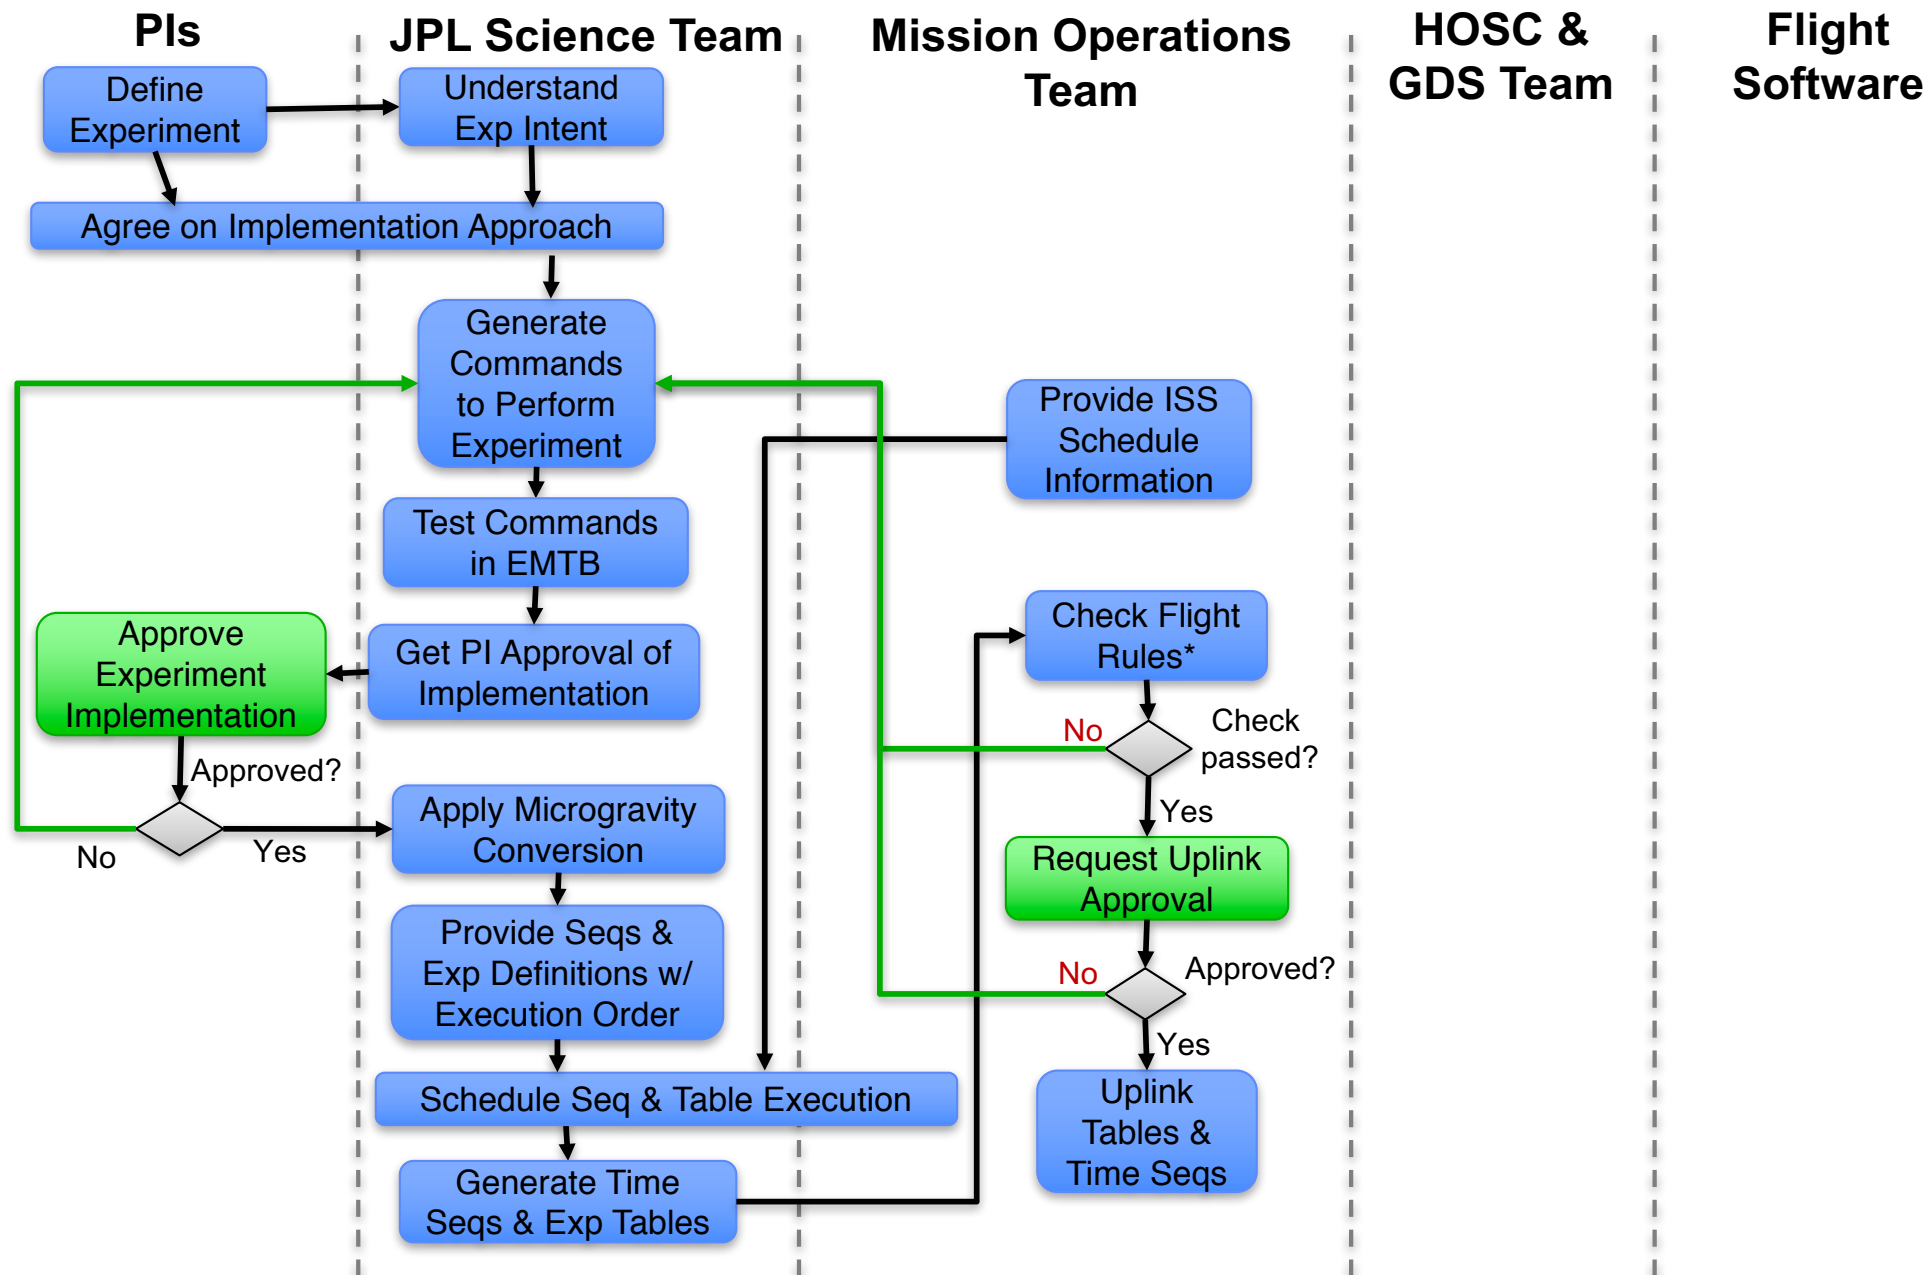 PIs
JPL Science Team
Mission Operations
Team
HOSC &
GDS Team
Flight
Software
Define
Experiment
Understand
Exp Intent
Agree on Implementation Approach
Generate
Commands
to Perform
Experiment
Provide ISS
Schedule
Information
Test Commands
in EMTB
Approve
Experiment
Implementation
Get PI Approval of
Implementation
Check Flight
Rules*
No
Check
passed?
Approved?
No
Yes
Apply Microgravity
Conversion
Yes
Request Uplink
Approval
Provide Seqs &
Exp Definitions w/
Execution Order
No
Approved?
Yes
Schedule Seq & Table Execution
Uplink
Tables &
Time Seqs
Generate Time
Seqs & Exp Tables